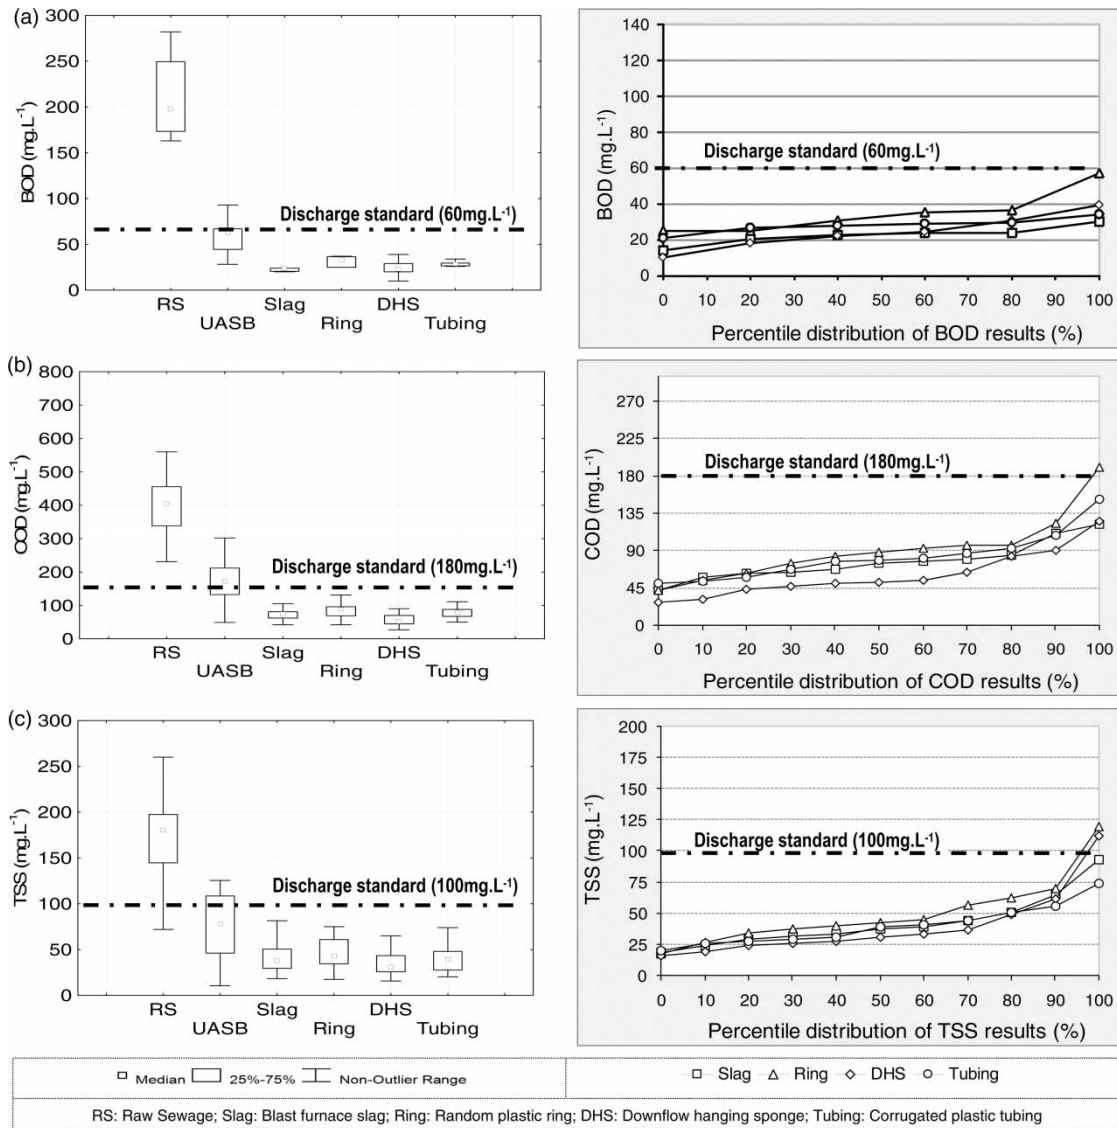 (a)
300
250
200
150
100
50
0
BOD (mg.L-1)
Discharge standard (60mg.L-1)
RS
UASB
Slag
Ring
DHS
Tubing
140
120
100
80
60
40
20
0
BOD (mg.L-1)
Discharge standard (60mg.L-1)
0 10 20 30 40 50 60 70 80 90 100
Percentile distribution of BOD results (%)
(b)
800
700
600
500
400
300
200
100
0
COD (mg.L-1)
Discharge standard (180mg.L-1)
RS
UASB
Slag
Ring
DHS
Tubing
270
225
180
135
90
45
0
COD (mg.L-1)
Discharge standard (180mg.L-1)
0 10 20 30 40 50 60 70 80 90 100
Percentile distribution of COD results (%)
(c)
300
250
200
150
100
50
0
TSS (mg.L-1)
Discharge standard (100mg.L-1)
RS
UASB
Slag
Ring
DHS
Tubing
200
175
150
125
100
75
50
25
0
TSS (mg.L-1)
Discharge standard (100mg.L-1)
0 10 20 30 40 50 60 70 80 90 100
Percentile distribution of TSS results (%)
Median 25%-75% Non-Outlier Range
Slag Ring DHS Tubing
RS: Raw Sewage; Slag: Blast furnace slag; Ring: Random plastic ring; DHS: Downflow hanging sponge; Tubing: Corrugated plastic tubing